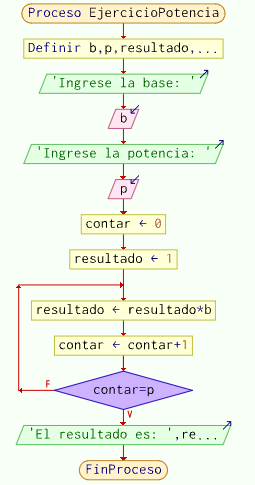 Proceso EjercicioPotencia
Definir b,p,resultado,...
'Ingrese la base: '
b
'Ingrese la potencia: '
p
contar ← 0
resultado ← 1
resultado ← resultado*b
contar ← contar+1
F
contar=p
V
'El resultado es: ',re...
FinProceso